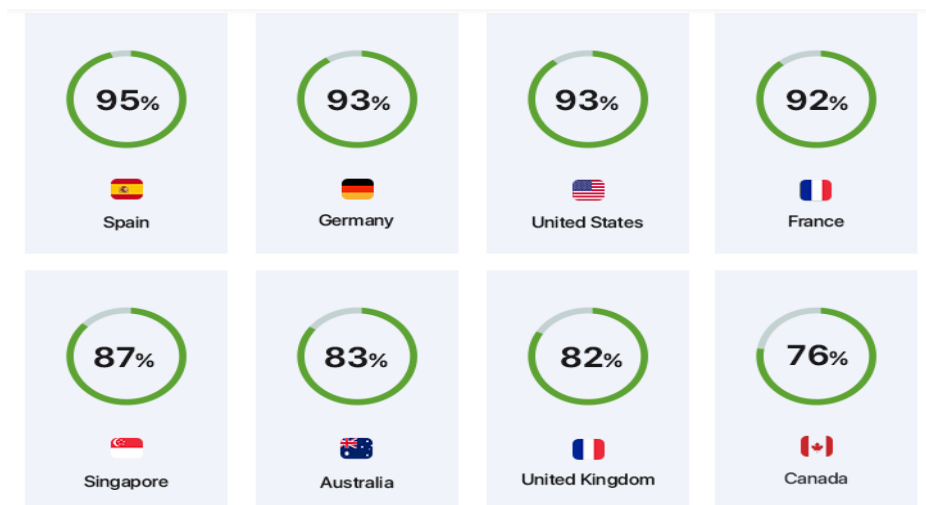 95% 93% 93% 92%
Spain Germany United States France
87% 83% 82% 76%
Singapore Australia United Kingdom Canada